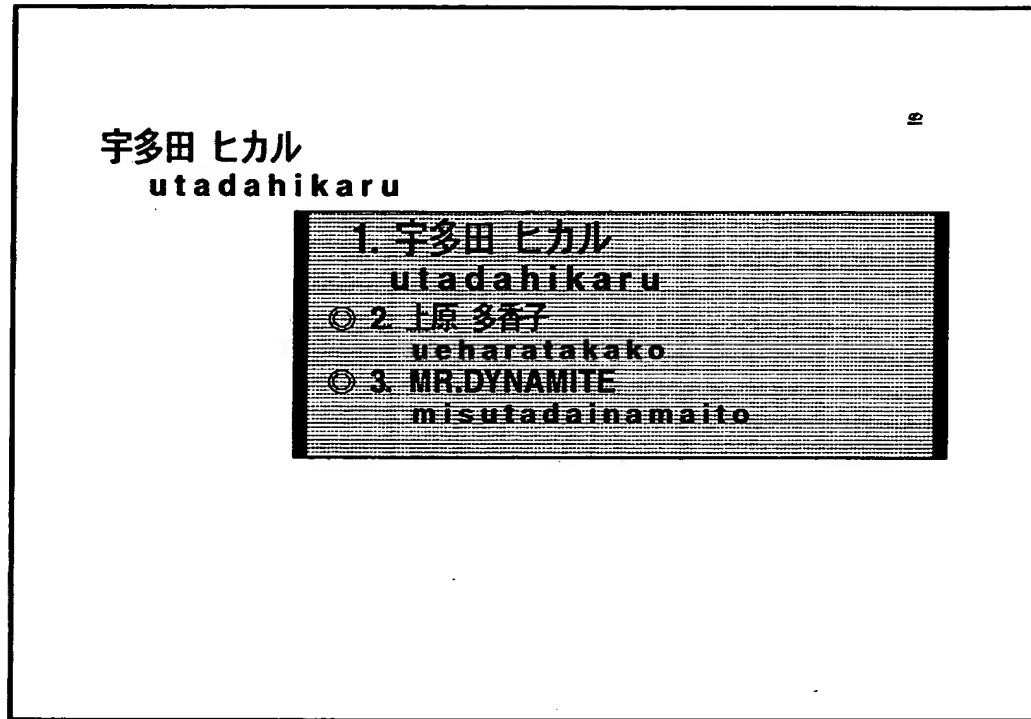 宇多田 ヒカル
utadahikaru
1. 宇多田 ヒカル
utadahikaru
◎ 2. 上原 多香子
ueharatakako
◎ 3. MR.DYNAMITE
misutadainamaito